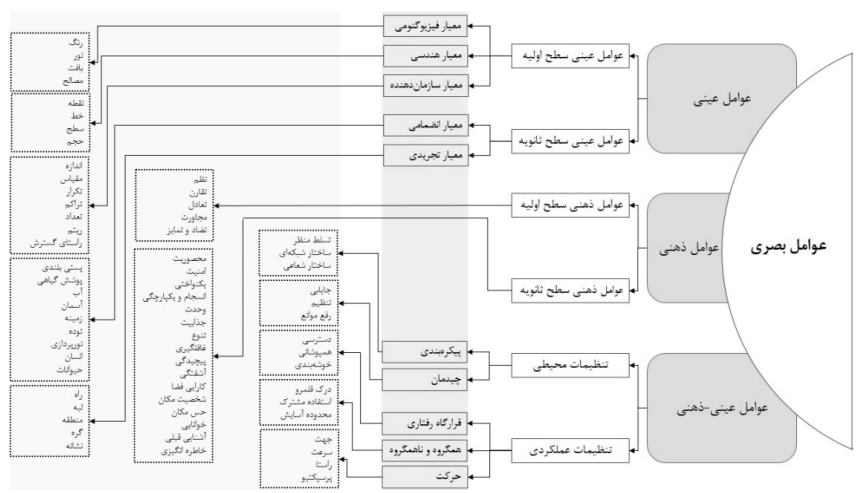 عوامل بصری
عوامل عینی
عوامل عینی سطح اولیه
معیار فیزیوگنومی
رنگ
نور
بافت
مصالح
معیار هندسی
نقطه
خط
سطح
حجم
معیار سازمان‌دهنده
اندازه
مقیاس
تکرار
تراکم
تعداد
ریتم
راستای گسترش
عوامل عینی سطح ثانویه
معیار انضمامی
پستی بلندی
پوشش گیاهی
آب
آسمان
زمینه
توده
نورپردازی
انسان
حیوانات
معیار تجریدی
راه
لبه
منطقه
گره
نشانه
عوامل ذهنی
عوامل ذهنی سطح اولیه
نظم
تقارن
تعادل
مجاورت
تضاد و تمایز
عوامل ذهنی سطح ثانویه
محصوریت
امنیت
یکنواختی
انسجام و یکپارچگی
وحدت
جذابیت
تنوع
غافلگیری
پیچیدگی
آشفتگی
کارایی فضا
شخصیت مکان
حس مکان
خوانایی
آشنایی قبلی
خاطره انگیزی
عوامل عینی-ذهنی
تنظیمات محیطی
پیکره‌بندی
تسلط منظر
ساختار شبکه‌ای
ساختار شعاعی
چیدمان
جایابی
تنظیم
رفع موانع
تنظیمات عملکردی
قرارگاه رفتاری
دسترسی
همپوشانی
خوشه‌بندی
همگروه و ناهمگروه
درک قلمرو
استفاده مشترک
محدوده آسایش
حرکت
جهت
سرعت
راستا
پرسپکتیو